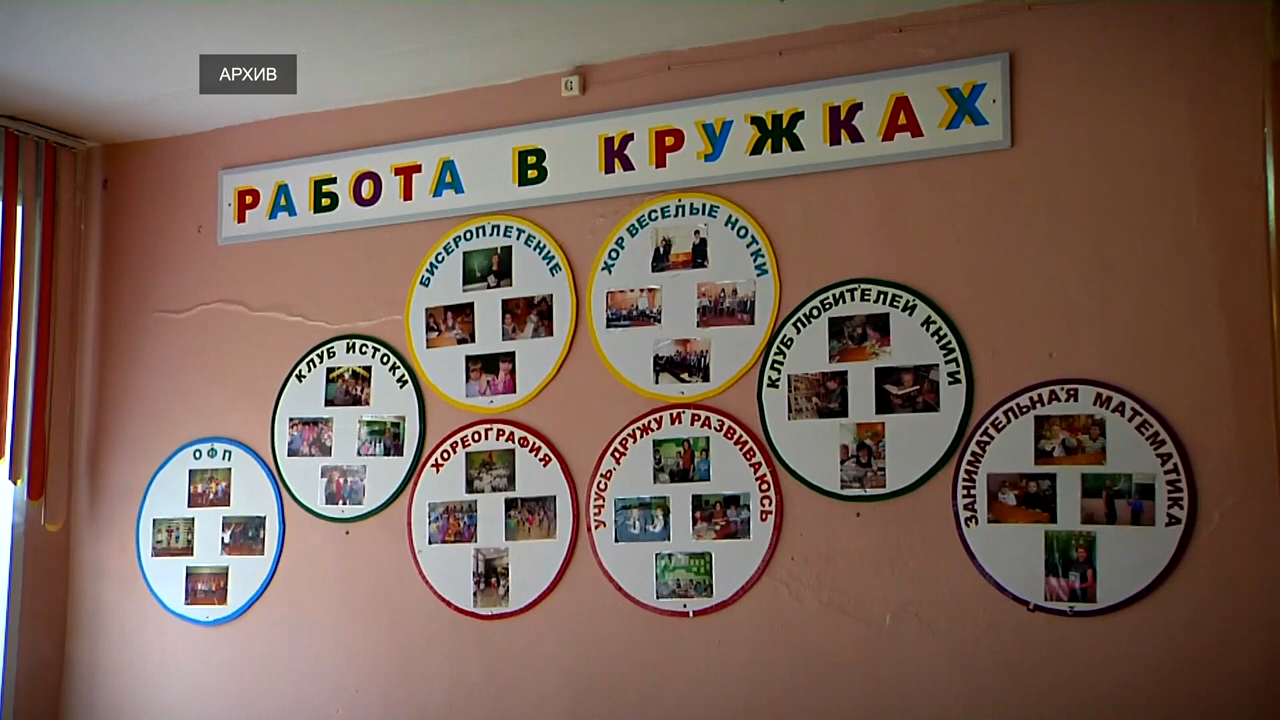 АРХИВ
РАБОТА В КРУЖКАХ
БИСЕРОПЛЕТЕНИЕ
ХОР ВЕСЕЛЫЕ НОТКИ
КЛУБ ЛЮБИТЕЛЕЙ КНИГИ
КЛУБ ИСТОКИ
ЗАНИМАТЕЛЬНАЯ МАТЕМАТИКА
ХОРЕОГРАФИЯ
УЧУСЬ, ДРУЖУ И РАЗВИВАЮСЬ
ОФП